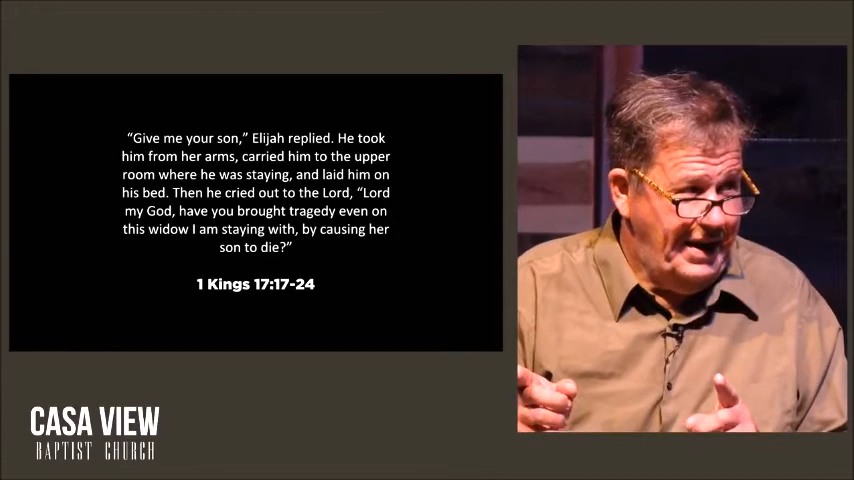 “Give me your son,” Elijah replied. He took
him from her arms, carried him to the upper
room where he was staying, and laid him on
his bed. Then he cried out to the Lord, “Lord
my God, have you brought tragedy even on
this widow I am staying with, by causing her
son to die?”
1 Kings 17:17-24
CASA VIEW
BAPTIST CHURCH